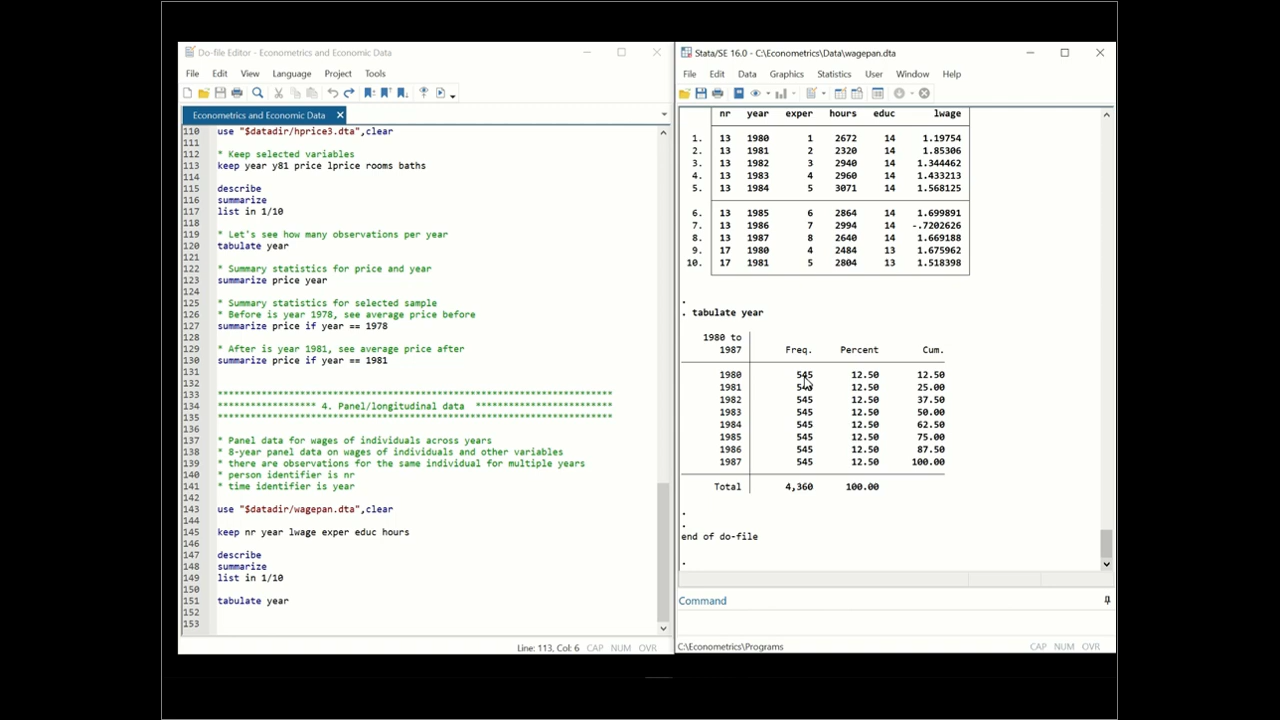 Do-file Editor - Econometrics and Economic Data
File Edit View Language Project Tools
Econometrics and Economic Data
110 use "$datadir/hprice3.dta",clear
111
112 * Keep selected variables
113 keep year y81 price lprice rooms baths
114
115 describe
116 summarize
117 list in 1/10
118
119 * Let's see how many observations per year
120 tabulate year
121
122 * Summary statistics for price and year
123 summarize price year
124
125 * Summary statistics for selected sample
126 * Before is year 1978, see average price before
127 summarize price if year == 1978
128
129 * After is year 1981, see average price after
130 summarize price if year == 1981
131
132
133 *********************************************************************
134 ***************** 4. Panel/longitudinal data ************************
135 *********************************************************************
136
137 * Panel data for wages of individuals across years
138 * 8-year panel data on wages of individuals and other variables
139 * there are observations for the same individual for multiple years
140 * person identifier is nr
141 * time identifier is year
142
143 use "$datadir/wagepan.dta",clear
144
145 keep nr year lwage exper educ hours
146
147 describe
148 summarize
149 list in 1/10
150
151 tabulate year
152
153
Line: 113, Col: 6 CAP NUM OVR
Stata/SE 16.0 - C:\Econometrics\Data\wagepan.dta
File Edit Data Graphics Statistics User Window Help
nr year exper hours educ lwage
1. 13 1980 1 2672 14 1.19754
2. 13 1981 2 2320 14 1.85306
3. 13 1982 3 2940 14 1.344462
4. 13 1983 4 2960 14 1.433213
5. 13 1984 5 3071 14 1.568125
6. 13 1985 6 2864 14 1.699891
7. 13 1986 7 2994 14 -.7202626
8. 13 1987 8 2640 14 1.669188
9. 17 1980 4 2484 13 1.675962
10. 17 1981 5 2804 13 1.518398
.
. tabulate year
1980 to
1987 Freq. Percent Cum.
1980 545 12.50 12.50
1981 545 12.50 25.00
1982 545 12.50 37.50
1983 545 12.50 50.00
1984 545 12.50 62.50
1985 545 12.50 75.00
1986 545 12.50 87.50
1987 545 12.50 100.00
Total 4,360 100.00
.
.
end of do-file
.
Command
C:\Econometrics\Programs CAP NUM OVR